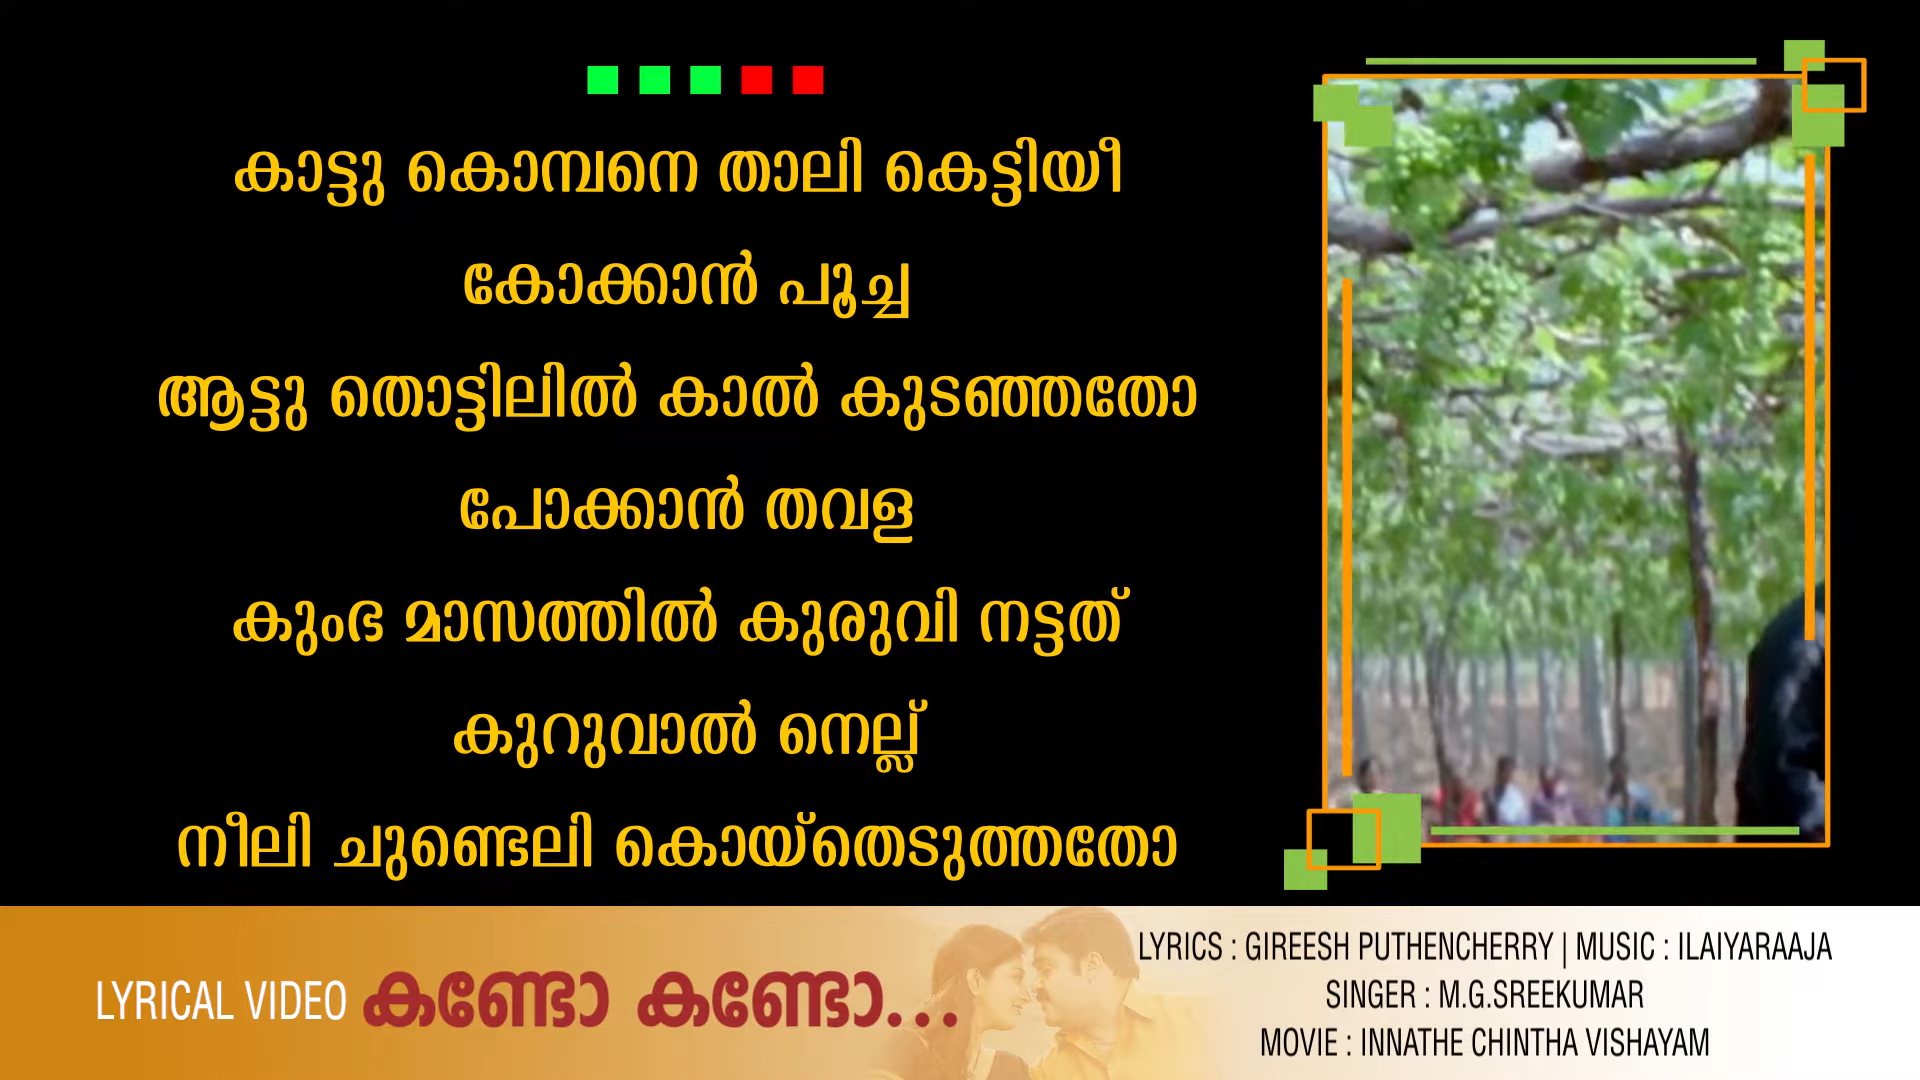 കാട്ടു കൊമ്പനെ താലി കെട്ടിയീ
കോക്കാൻ പൂച്ച
ആട്ടു തൊട്ടിലിൽ കാൽ കുടഞ്ഞതോ
പോക്കാൻ തവള
കുംഭ മാസത്തിൽ കുരുവി നട്ടത്
കുറുവാൽ നെല്ല്
നീലി ചുണ്ടെലി കൊയ്തെടുത്തതോ
LYRICAL VIDEO കണ്ടോ കണ്ടോ...
LYRICS : GIREESH PUTHENCHERRY | MUSIC : ILAIYARAAJA
SINGER : M.G.SREEKUMAR
MOVIE : INNATHE CHINTHA VISHAYAM